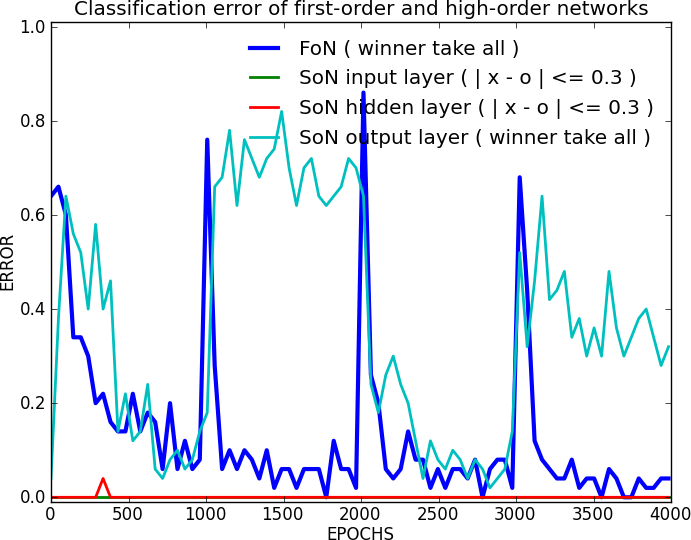 Classification error of first-order and high-order networks
1.0
0.8
0.6
0.4
0.2
0.0
ERROR
FoN ( winner take all )
SoN input layer ( | x - o | <= 0.3 )
SoN hidden layer ( | x - o | <= 0.3 )
SoN output layer ( winner take all )
0 500 1000 1500 2000 2500 3000 3500 4000
EPOCHS